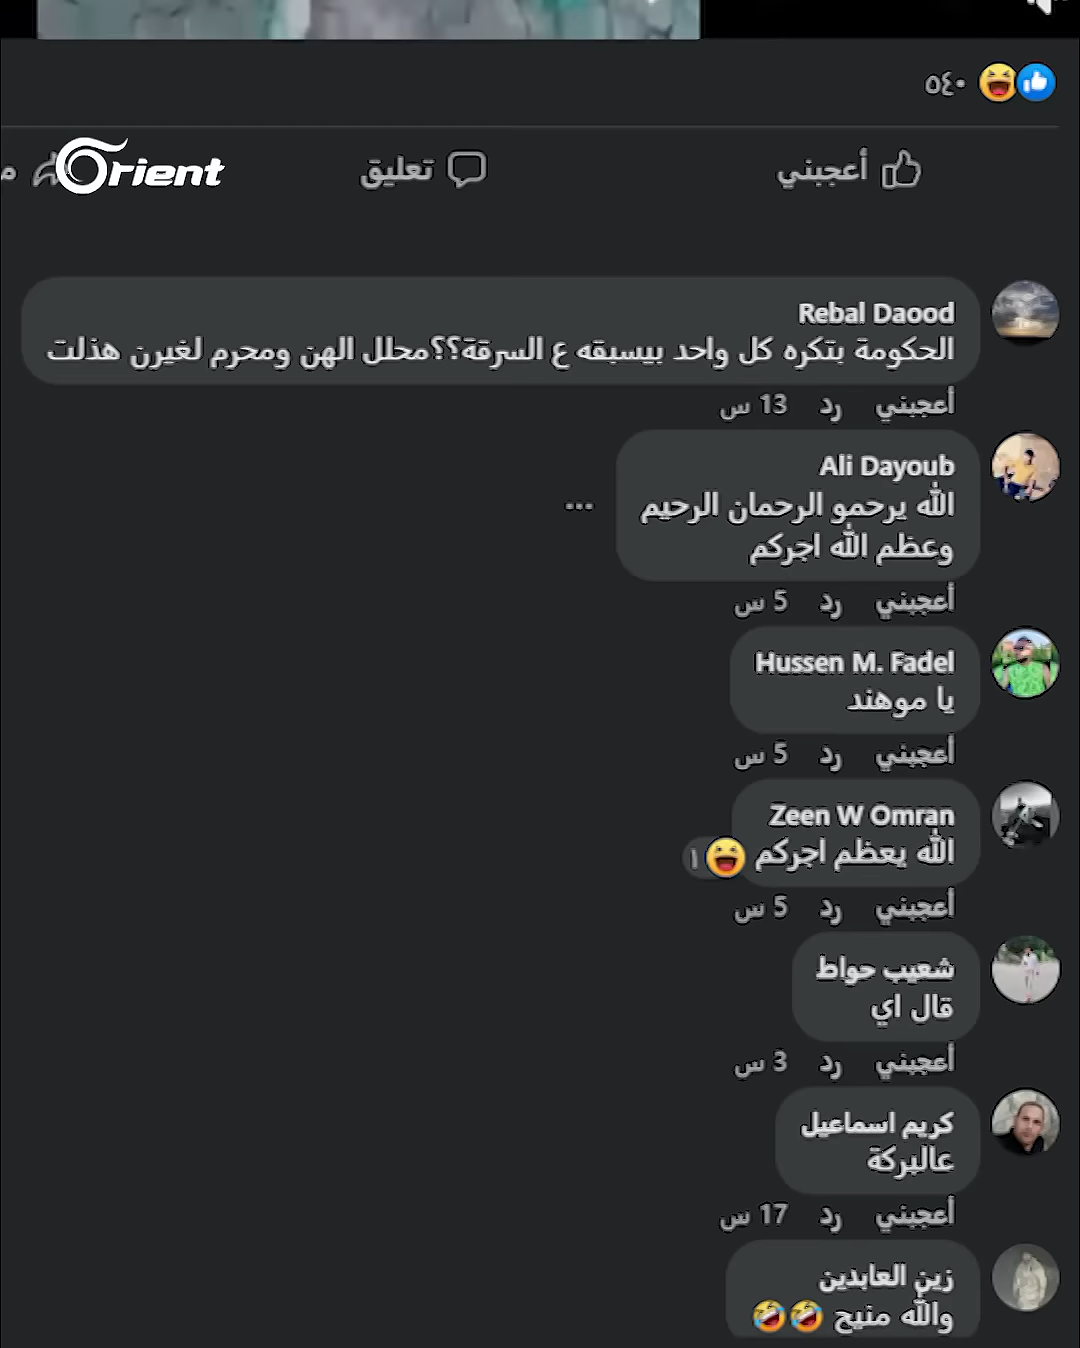 ٥٤٠
أعجبني
تعليق
Orient
Rebal Daood
الحكومة بتكره كل واحد بيسبقه ع السرقة؟؟محلل الهن ومحرم لغيرن هذلت
أعجبني رد 13 س
Ali Dayoub
الله يرحمو الرحمان الرحيم
وعظم الله اجركم
أعجبني رد 5 س
Hussen M. Fadel
يا موهند
أعجبني رد 5 س
Zeen W Omran
الله يعظم اجركم
١
أعجبني رد 5 س
شعيب حواط
قال اي
أعجبني رد 3 س
كريم اسماعيل
عالبركة
أعجبني رد 17 س
زين العابدين
والله منيح 🤣🤣